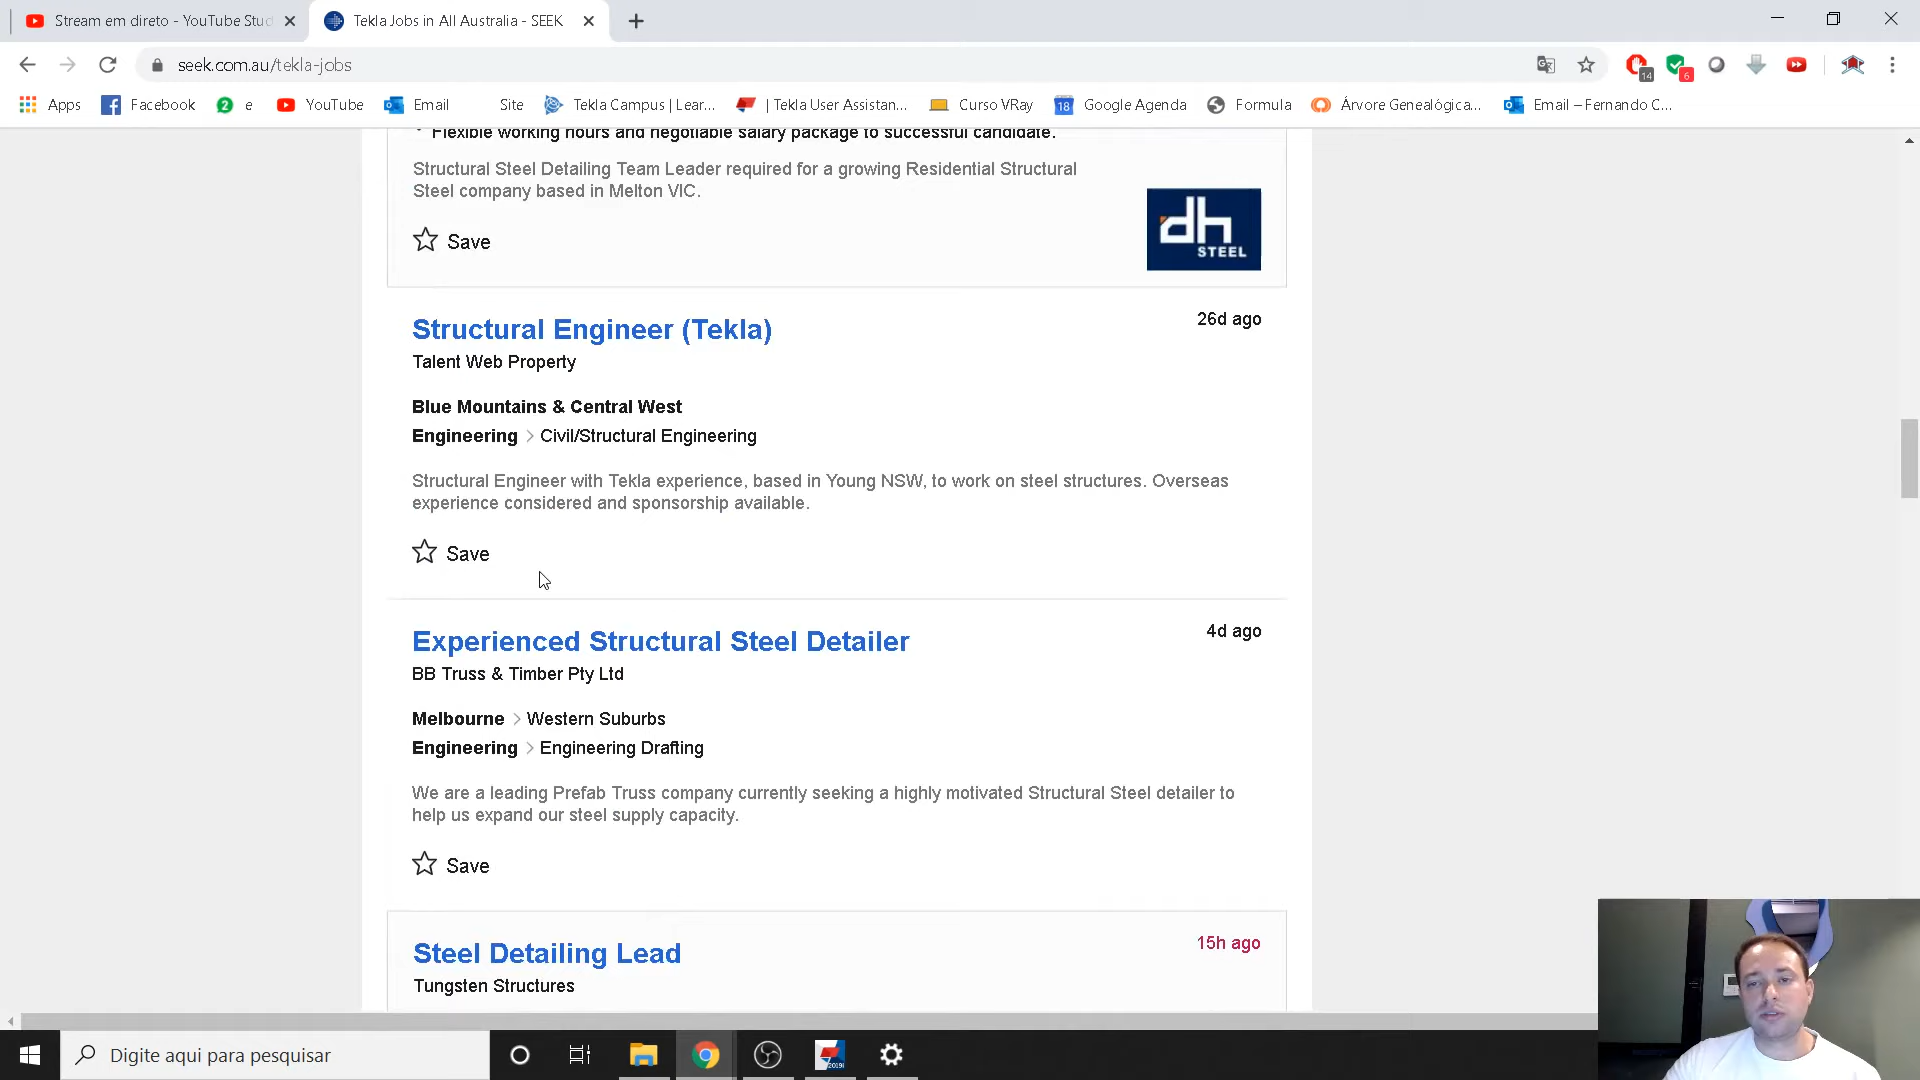 Stream em direto - YouTube Stud
Tekla Jobs in All Australia - SEEK
seek.com.au/tekla-jobs
14
6
Apps
Facebook
2
e
YouTube
Email
Site
Tekla Campus | Lear...
| Tekla User Assistan...
Curso VRay
18
Google Agenda
Formula
Árvore Genealógica...
Email – Fernando C...
Flexible working hours and negotiable salary package to successful candidate.
Structural Steel Detailing Team Leader required for a growing Residential Structural
Steel company based in Melton VIC.
dh
STEEL
Save
Structural Engineer (Tekla)
26d ago
Talent Web Property
Blue Mountains & Central West
Engineering > Civil/Structural Engineering
Structural Engineer with Tekla experience, based in Young NSW, to work on steel structures. Overseas
experience considered and sponsorship available.
Save
Experienced Structural Steel Detailer
4d ago
BB Truss & Timber Pty Ltd
Melbourne > Western Suburbs
Engineering > Engineering Drafting
We are a leading Prefab Truss company currently seeking a highly motivated Structural Steel detailer to
help us expand our steel supply capacity.
Save
Steel Detailing Lead
15h ago
Tungsten Structures
Digite aqui para pesquisar
2019i